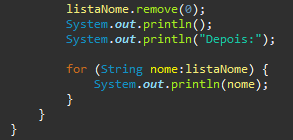 listaNome.remove(0);
System.out.println();
System.out.println("Depois:");
for (String nome:listaNome) {
System.out.println(nome);
}
}
}